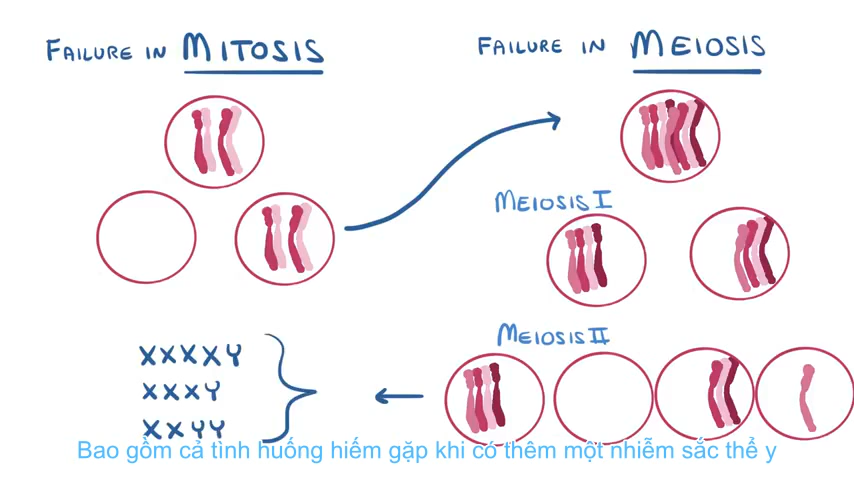 FAILURE IN MITOSIS
FAILURE IN MEIOSIS
MEIOSIS I
MEIOSIS II
XXXXY
XXXY
XXYY
Bao gồm cả tình huống hiếm gặp khi có thêm một nhiễm sắc thể y